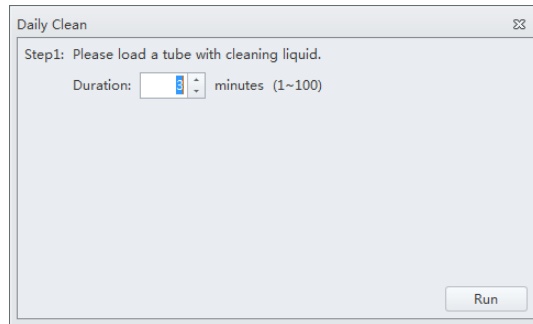 Daily Clean
Step1: Please load a tube with cleaning liquid.
Duration: 3 minutes (1~100)
Run